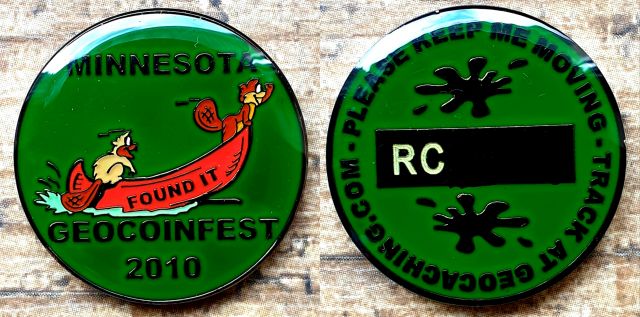 MINNESOTA
FOUND IT
GEOCOINFEST
2010
PLEASE KEEP ME MOVING - TRACK AT GEOCACHING.COM -
RC